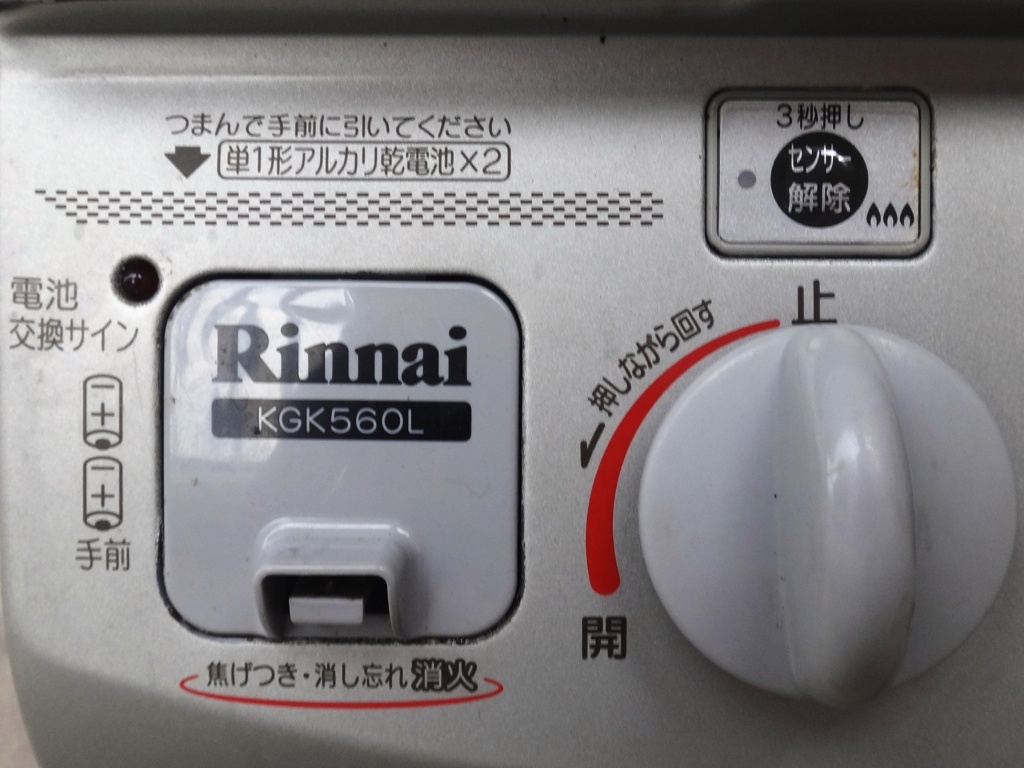 つまんで手前に引いてください
単1形アルカリ乾電池×2
3秒押し
センサー
解除
電池
交換サイン
Rinnai
KGK560L
止
押しながら回す
開
手前
焦げつき・消し忘れ 消火